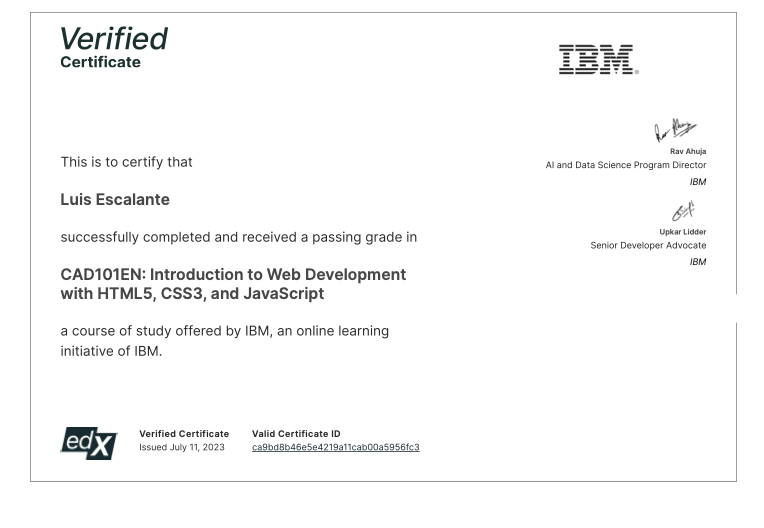 Verified
Certificate
IBM
This is to certify that
Luis Escalante
successfully completed and received a passing grade in
CAD101EN: Introduction to Web Development
with HTML5, CSS3, and JavaScript
a course of study offered by IBM, an online learning
initiative of IBM.
Rav Ahuja
AI and Data Science Program Director
IBM
Upkar Lidder
Senior Developer Advocate
IBM
edX
Verified Certificate
Issued July 11, 2023
Valid Certificate ID
ca9bd8b46e5e4219a11cab00a5956fc3